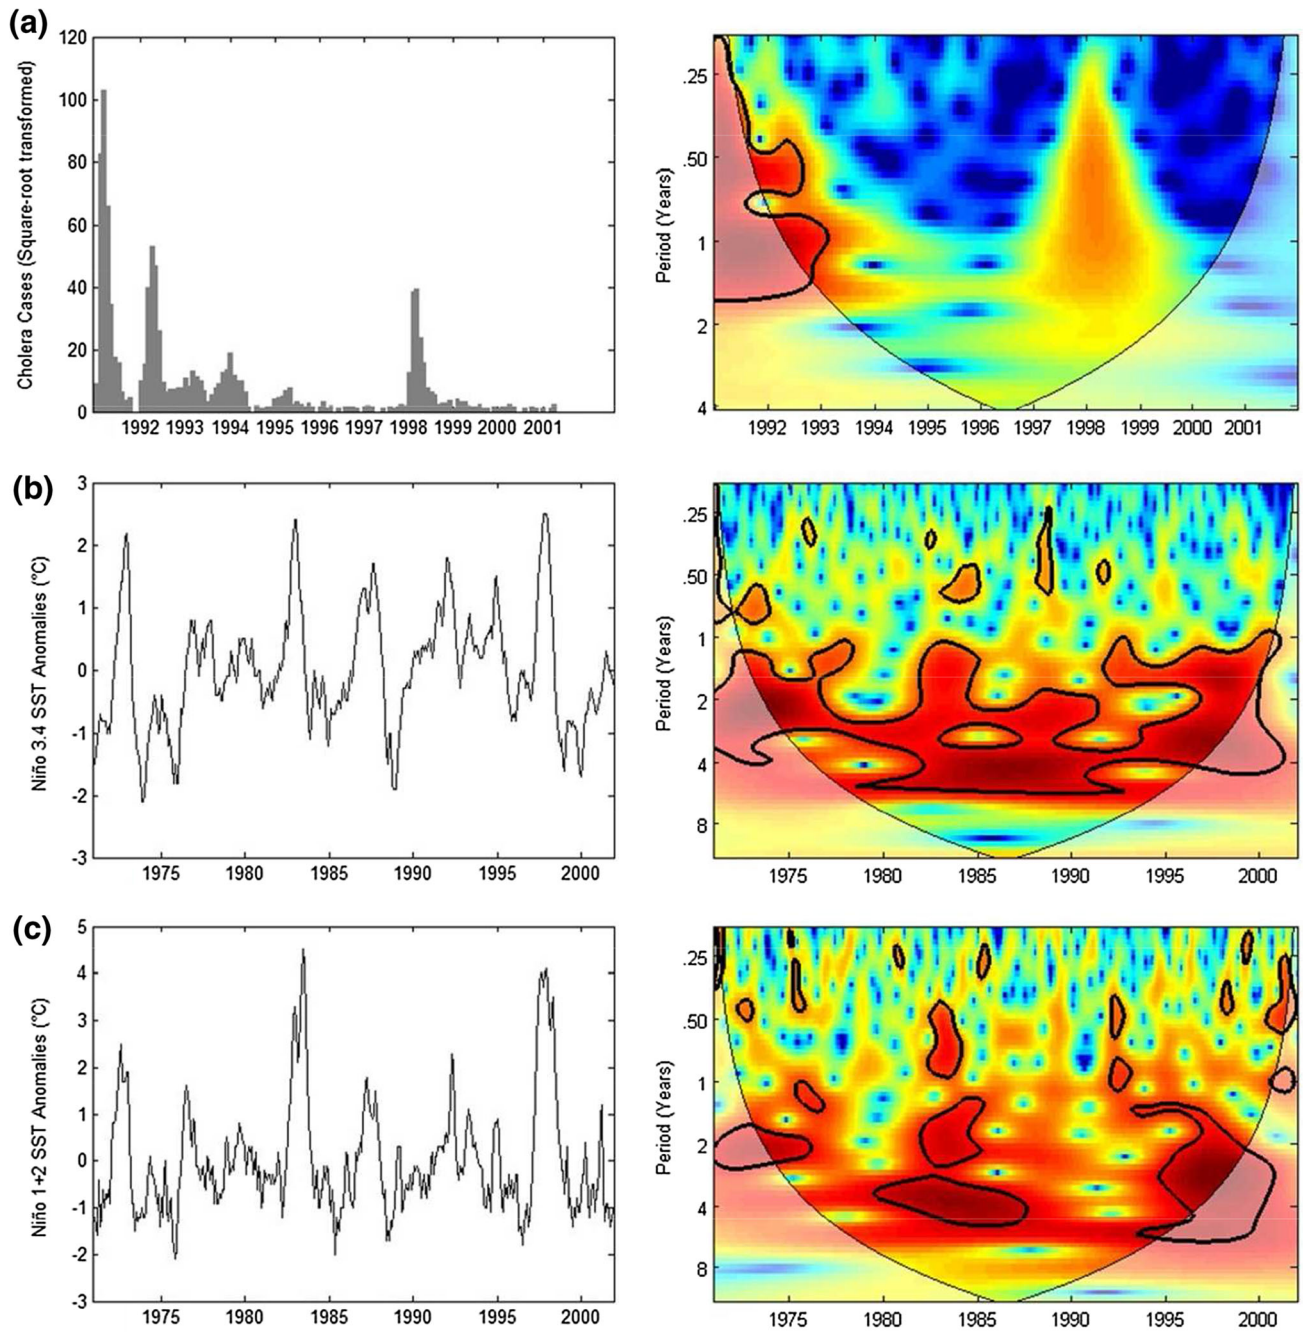 (a)
Cholera Cases (Square-root transformed)
120
100
80
60
40
20
0
1992 1993 1994 1995 1996 1997 1998 1999 2000 2001
Period (Years)
.25
.50
1
2
4
1992 1993 1994 1995 1996 1997 1998 1999 2000 2001
(b)
Niño 3.4 SST Anomalies (°C)
3
2
1
0
-1
-2
-3
1975 1980 1985 1990 1995 2000
Period (Years)
.25
.50
1
2
4
8
1975 1980 1985 1990 1995 2000
(c)
Niño 1+2 SST Anomalies (°C)
5
4
3
2
1
0
-1
-2
-3
1975 1980 1985 1990 1995 2000
Period (Years)
.25
.50
1
2
4
8
1975 1980 1985 1990 1995 2000